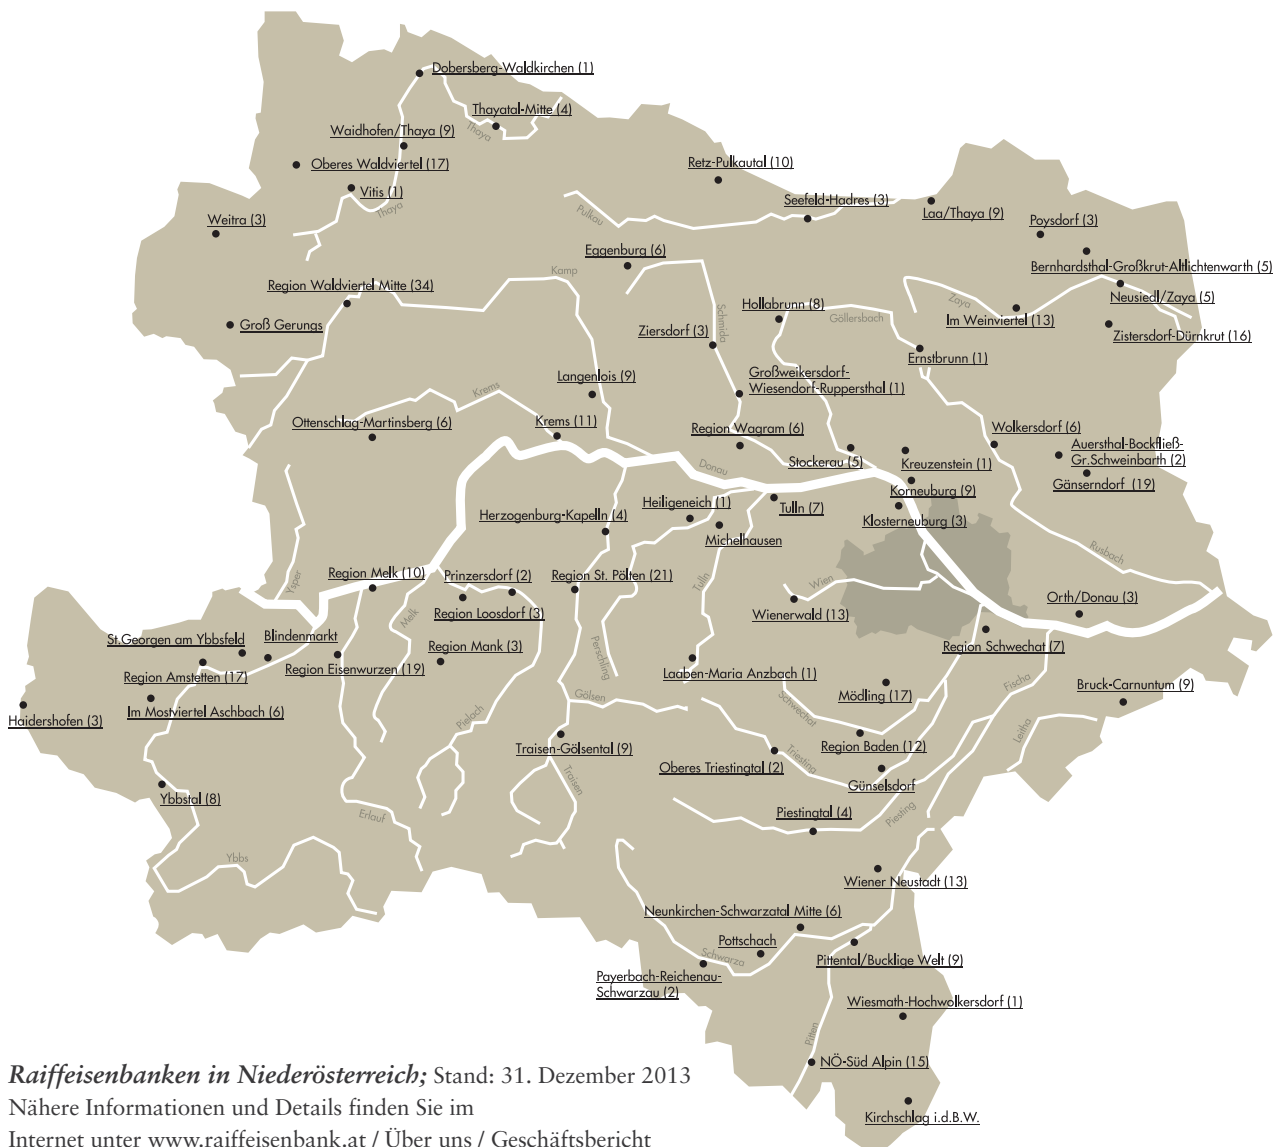 Dobersberg-Waldkirchen (1)
Thayatal-Mitte (4)
Thaya
Waidhofen/Thaya (9)
Oberes Waldviertel (17)
Vitis (1)
Thaya
Weitra (3)
Retz-Pulkautal (10)
Seefeld-Hadres (3)
Pulkau
Laa/Thaya (9)
Poysdorf (3)
Eggenburg (6)
Bernhardsthal-Großkrut-Altlichtenwarth (5)
Kamp
Region Waldviertel Mitte (34)
Neusiedl/Zaya (5)
Zaya
Hollabrunn (8)
Göllersbach
Im Weinviertel (13)
Groß Gerungs
Schmida
Ziersdorf (3)
Zistersdorf-Dürnkrut (16)
Ernstbrunn (1)
Großweikersdorf-
Wiesendorf-Ruppersthal (1)
Langenlois (9)
Krems
Ottenschlag-Martinsberg (6)
Krems (11)
Region Wagram (6)
Wolkersdorf (6)
Auersthal-Bockfließ-
Gr.Schweinbarth (2)
Donau
Stockerau (5)
Kreuzenstein (1)
Gänserndorf (19)
Korneuburg (9)
Heiligeneich (1)
Tulln (7)
Herzogenburg-Kapelln (4)
Klosterneuburg (3)
Michelhausen
Rusbach
Ysper
Region Melk (10)
Prinzersdorf (2)
Region St. Pölten (21)
Tulln
Wien
Orth/Donau (3)
Region Loosdorf (3)
Melk
Wienerwald (13)
St.Georgen am Ybbsfeld
Blindenmarkt
Region Mank (3)
Perschling
Region Schwechat (7)
Region Amstetten (17)
Region Eisenwurzen (19)
Laaben-Maria Anzbach (1)
Fischa
Bruck-Carnuntum (9)
Mödling (17)
Gölsen
Schwechat
Haidershofen (3)
Im Mostviertel Aschbach (6)
Pielach
Leitha
Traisen-Gölsental (9)
Region Baden (12)
Triesting
Oberes Triestingtal (2)
Traisen
Günselsdorf
Ybbstal (8)
Erlauf
Piestingtal (4)
Piesting
Ybbs
Wiener Neustadt (13)
Neunkirchen-Schwarzatal Mitte (6)
Pottschach
Schwarza
Pittental/Bucklige Welt (9)
Payerbach-Reichenau-
Schwarzau (2)
Wiesmath-Hochwolkersdorf (1)
Pitten
NÖ-Süd Alpin (15)
Kirchschlag i.d.B.W.
Raiffeisenbanken in Niederösterreich; Stand: 31. Dezember 2013
Nähere Informationen und Details finden Sie im
Internet unter www.raiffeisenbank.at / Über uns / Geschäftsbericht